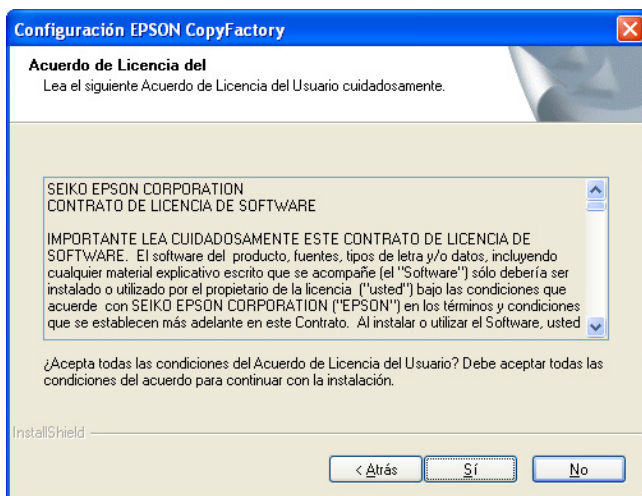 Configuración EPSON CopyFactory
Acuerdo de Licencia del
Lea el siguiente Acuerdo de Licencia del Usuario cuidadosamente.
SEIKO EPSON CORPORATION
CONTRATO DE LICENCIA DE SOFTWARE
IMPORTANTE LEA CUIDADOSAMENTE ESTE CONTRATO DE LICENCIA DE
SOFTWARE. El software del producto, fuentes, tipos de letra y/o datos, incluyendo
cualquier material explicativo escrito que se acompañe (el "Software") sólo debería ser
instalado o utilizado por el propietario de la licencia ("usted") bajo las condiciones que
acuerde con SEIKO EPSON CORPORATION ("EPSON") en los términos y condiciones
que se establecen más adelante en este Contrato. Al instalar o utilizar el Software, usted
¿Acepta todas las condiciones del Acuerdo de Licencia del Usuario? Debe aceptar todas las
condiciones del acuerdo para continuar con la instalación.
InstallShield
< Atrás Sí No